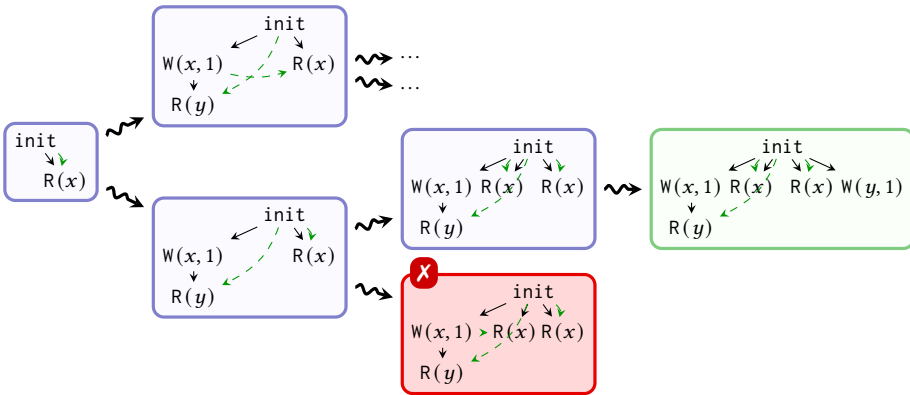 init
R(x)
init
W(x, 1) R(x)
R(y)
...
...
init
W(x, 1) R(x)
R(y)
init
W(x, 1) R(x) R(x)
R(y)
✗
init
W(x, 1) R(x) R(x)
R(y)
init
W(x, 1) R(x) R(x) W(y, 1)
R(y)